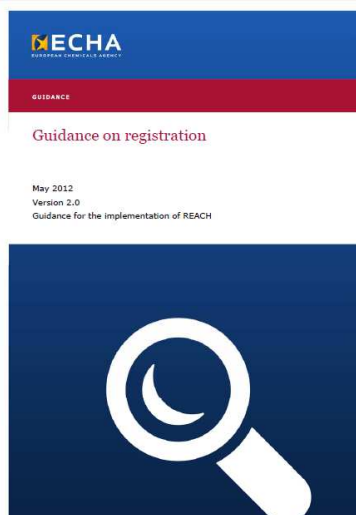 ECHA
EUROPEAN CHEMICALS AGENCY
GUIDANCE
Guidance on registration
May 2012
Version 2.0
Guidance for the implementation of REACH